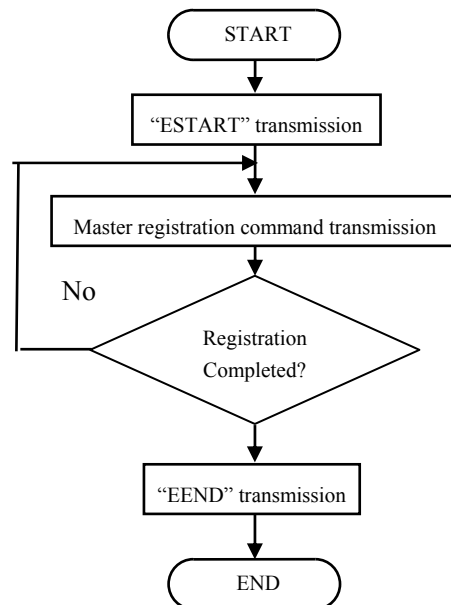 START
“ESTART” transmission
Master registration command transmission
No
Registration
Completed?
“EEND” transmission
END